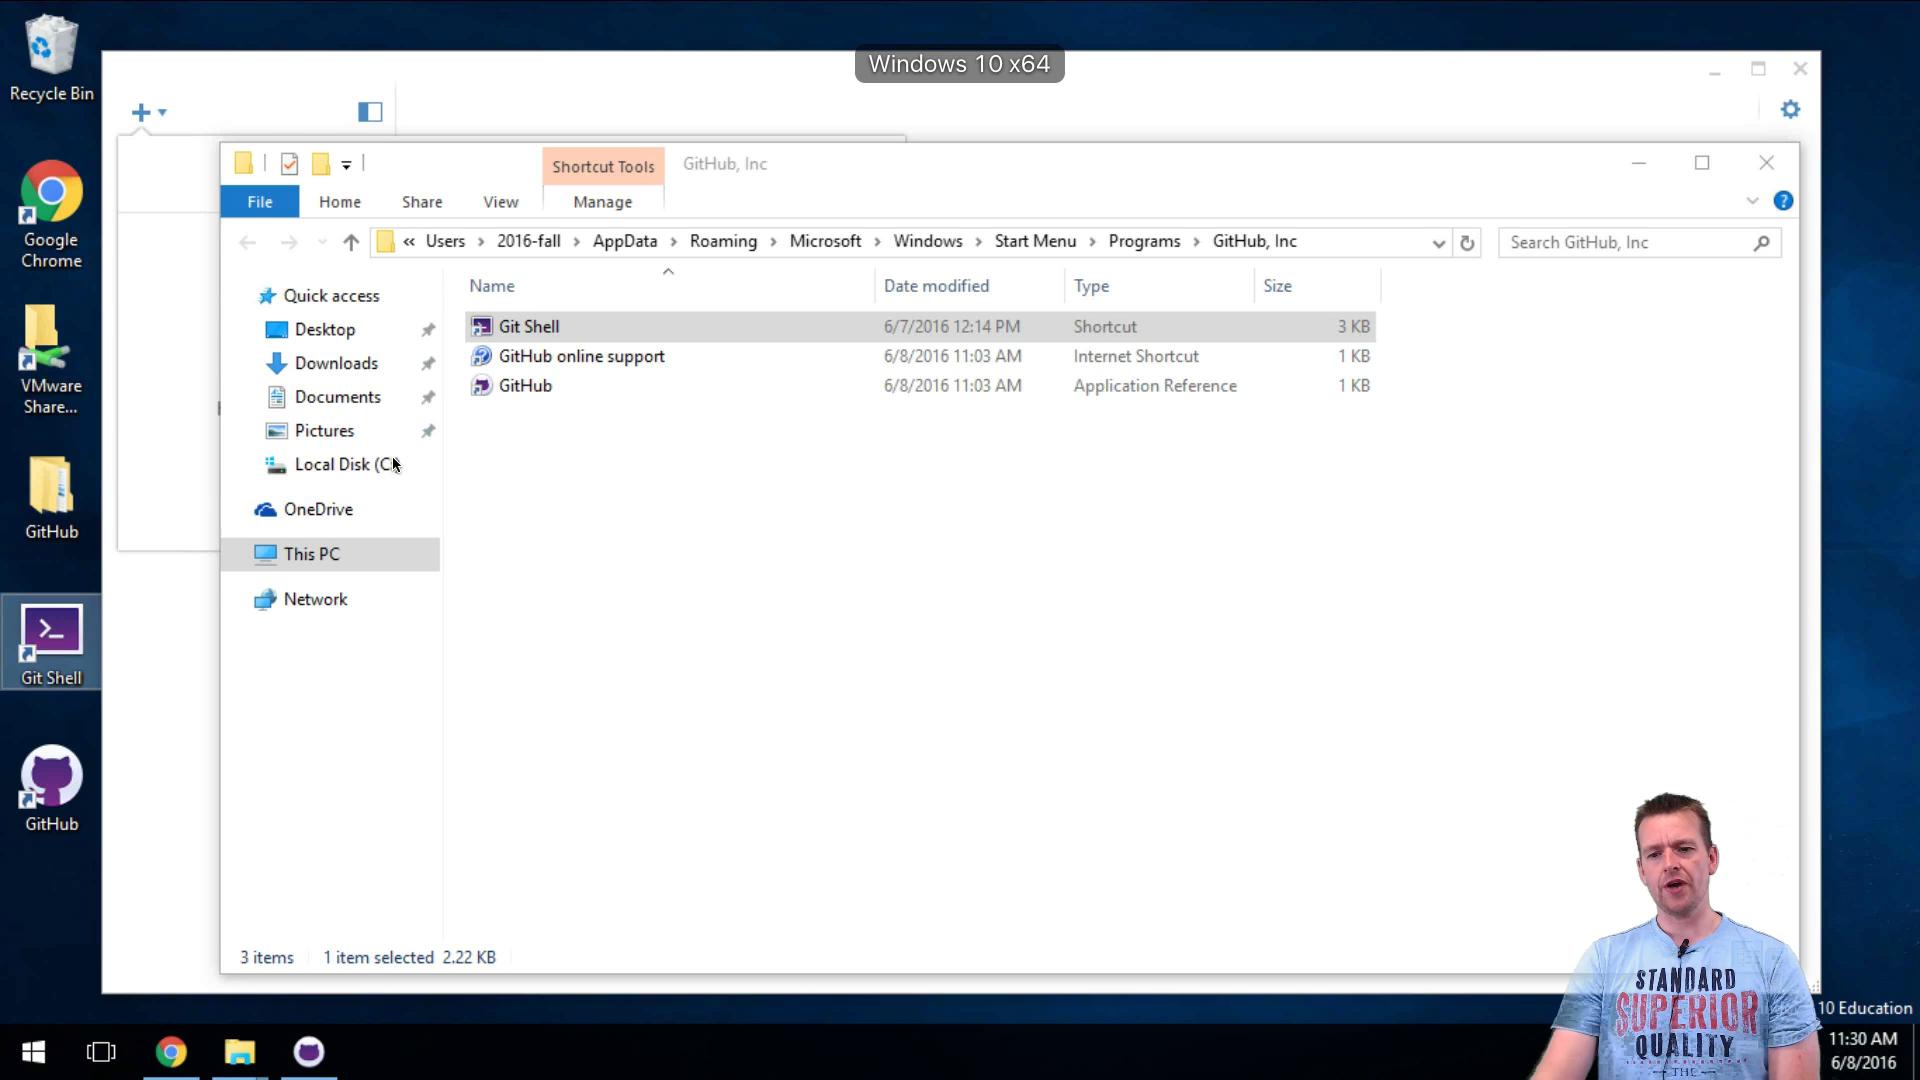 Windows 10 x64
Recycle Bin
Google
Chrome
VMware
Share...
GitHub
Git Shell
GitHub
Shortcut Tools
GitHub, Inc
File
Home
Share
View
Manage
« Users > 2016-fall > AppData > Roaming > Microsoft > Windows > Start Menu > Programs > GitHub, Inc
Search GitHub, Inc
Quick access
Desktop
Downloads
Documents
Pictures
Local Disk (C
OneDrive
This PC
Network
Name Date modified Type Size
Git Shell 6/7/2016 12:14 PM Shortcut 3 KB
GitHub online support 6/8/2016 11:03 AM Internet Shortcut 1 KB
GitHub 6/8/2016 11:03 AM Application Reference 1 KB
3 items 1 item selected 2.22 KB
STANDARD
SUPERIOR
QUALITY
THE
10 Education
11:30 AM
6/8/2016